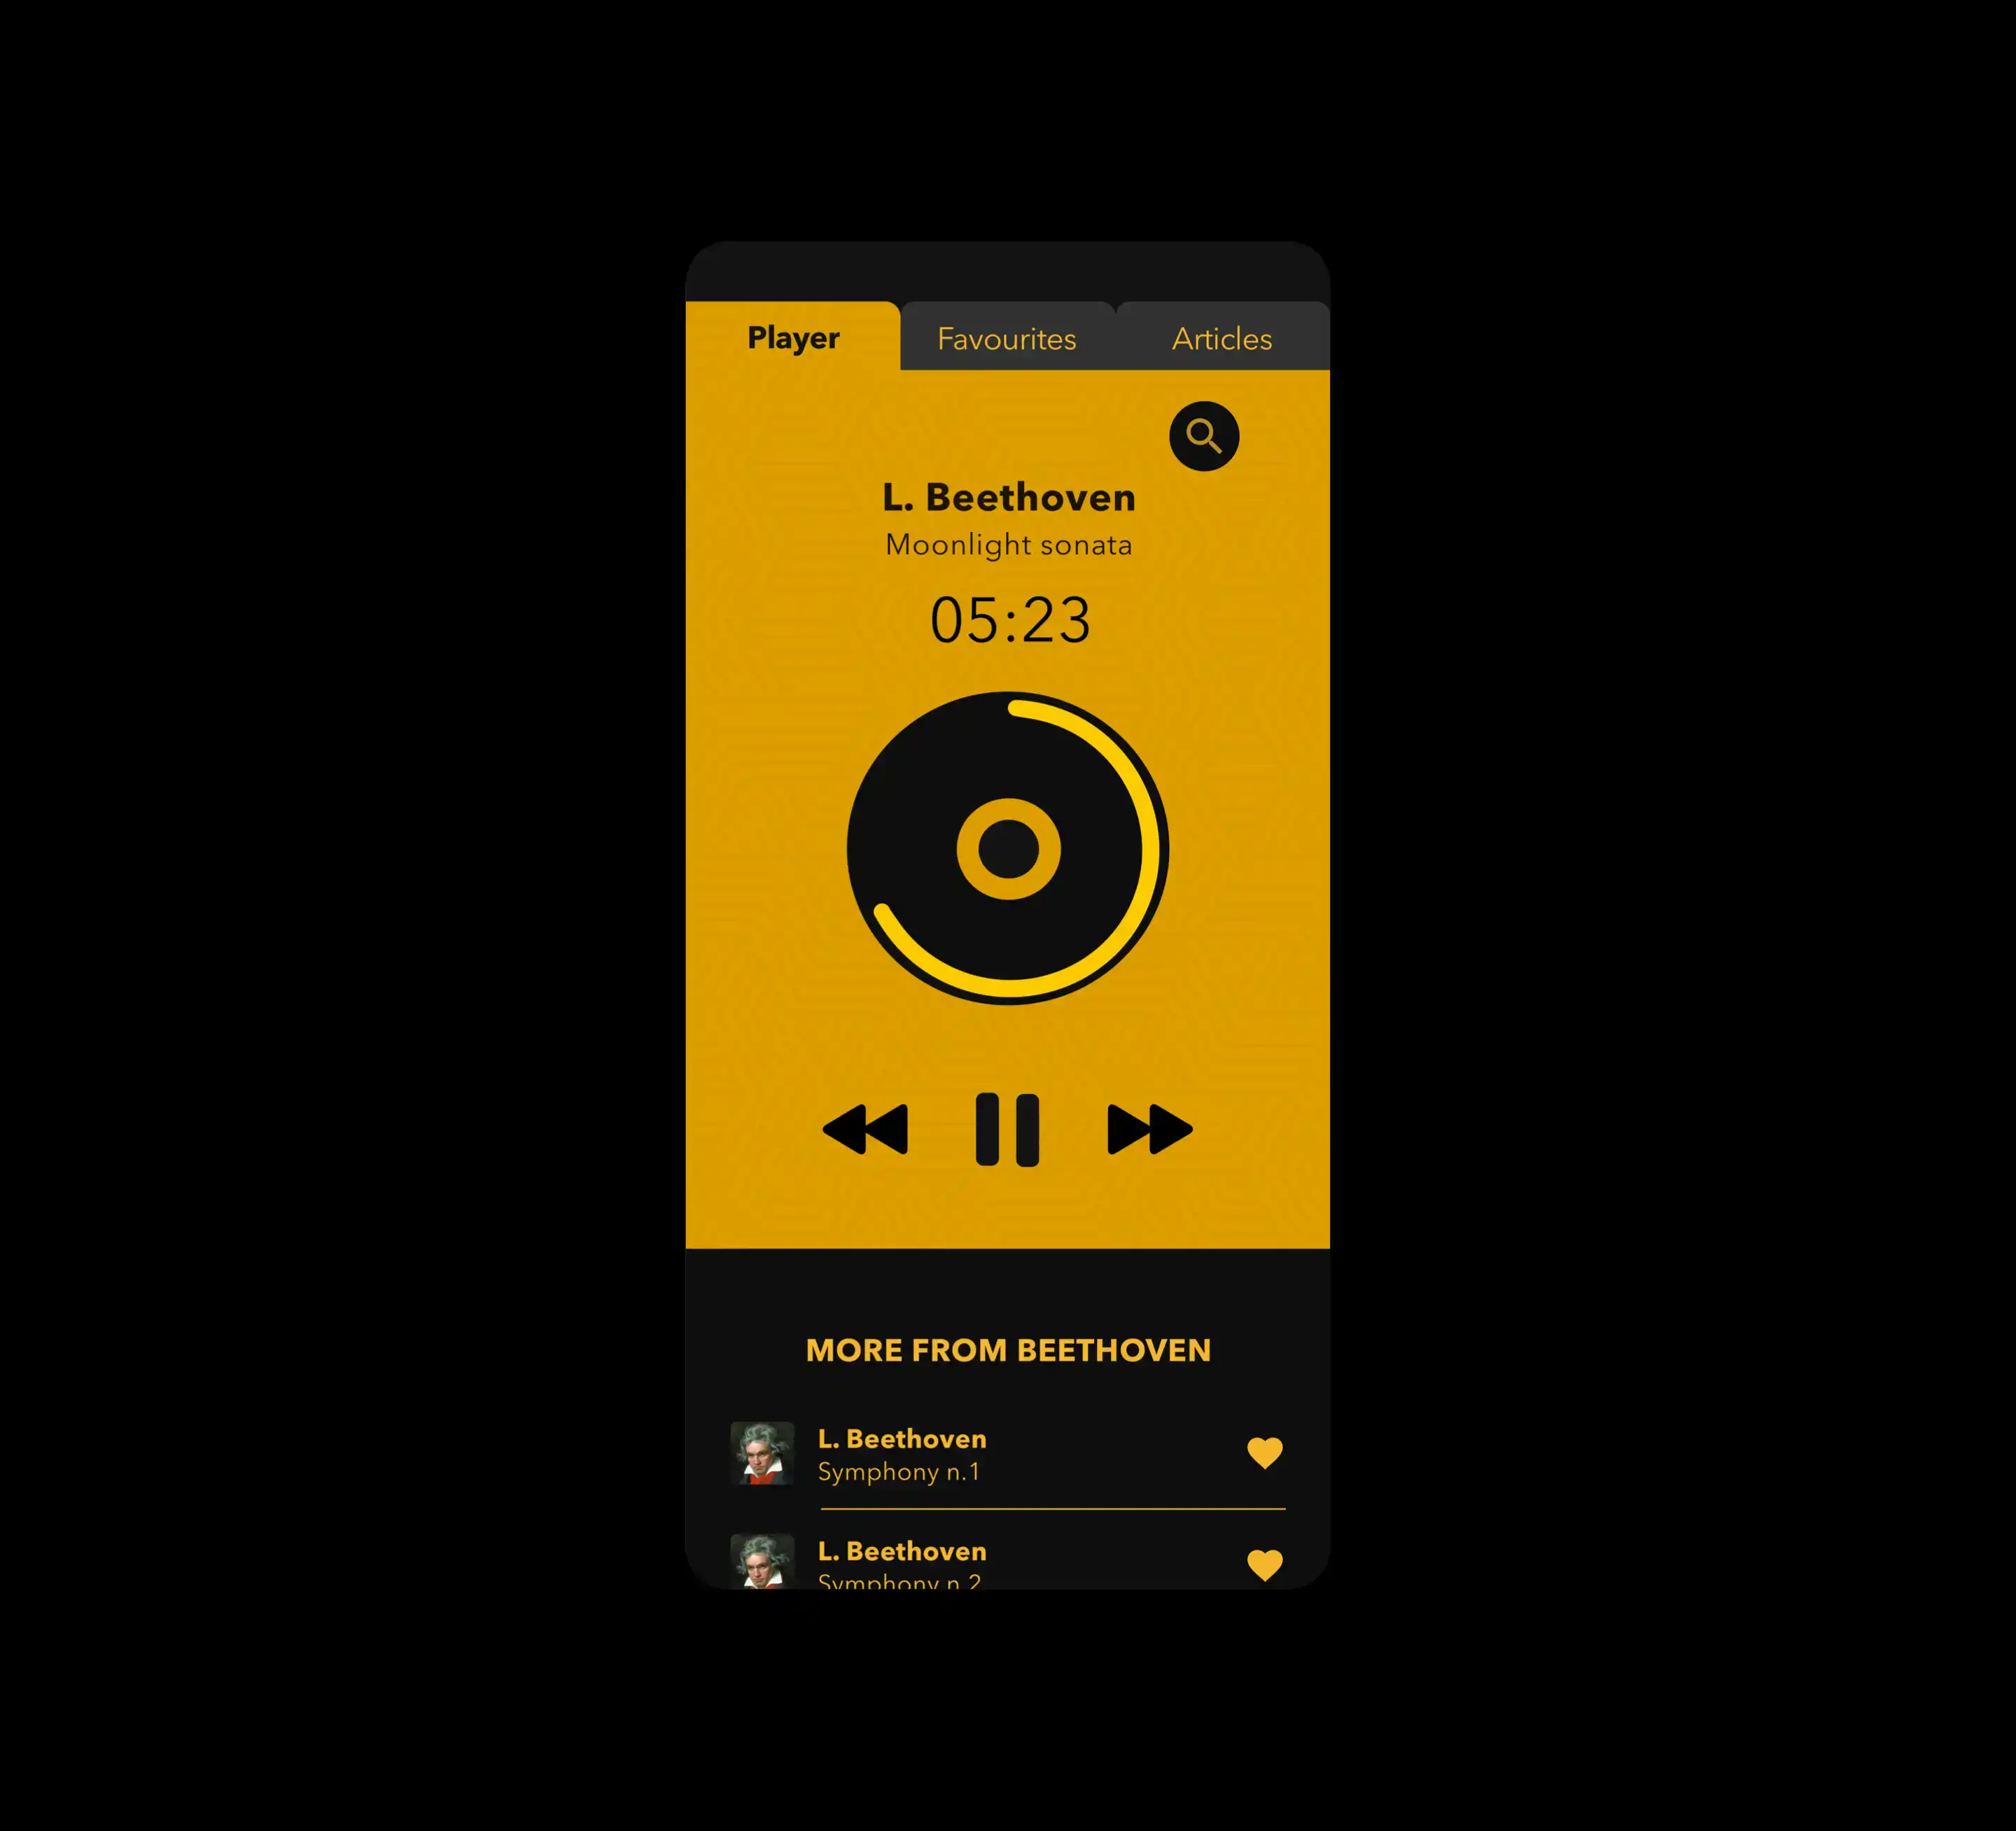 Player Favourites Articles
L. Beethoven
Moonlight sonata
05:23
MORE FROM BEETHOVEN
L. Beethoven
Symphony n.1
L. Beethoven
Symphony n.2